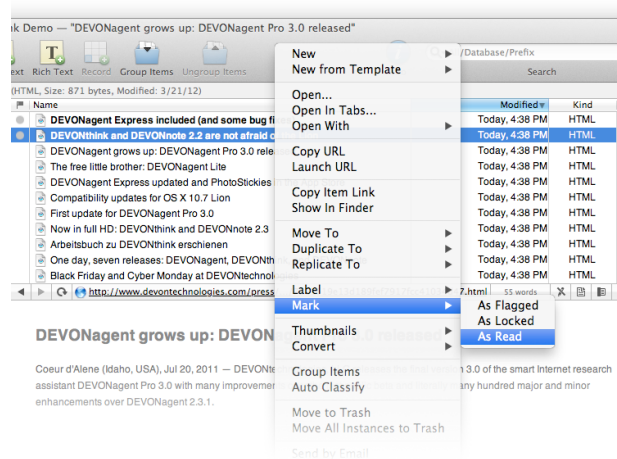 nk Demo — "DEVONagent grows up: DEVONagent Pro 3.0 released"
/Database/Prefix
ext Rich Text Record Group Items Ungroup Items Search
(HTML, Size: 871 bytes, Modified: 3/21/12)
Name Modified Kind
DEVONagent Express included (and some bug fi Today, 4:38 PM HTML
DEVONthink and DEVONnote 2.2 are not afraid o Today, 4:38 PM HTML
DEVONagent grows up: DEVONagent Pro 3.0 rele Today, 4:38 PM HTML
The free little brother: DEVONagent Lite Today, 4:38 PM HTML
DEVONagent Express updated and PhotoStickies Today, 4:38 PM HTML
Compatibility updates for OS X 10.7 Lion Today, 4:38 PM HTML
First update for DEVONagent Pro 3.0 Today, 4:38 PM HTML
Now in full HD: DEVONthink and DEVONnote 2.3 Today, 4:38 PM HTML
Arbeitsbuch zu DEVONthink erschienen Today, 4:38 PM HTML
One day, seven releases: DEVONagent, DEVONth Today, 4:38 PM HTML
Black Friday and Cyber Monday at DEVONtechnol Today, 4:38 PM HTML
http://www.devontechnologies.com/press 7.html 55 words
New
New from Template
Open...
Open In Tabs...
Open With
Copy URL
Launch URL
Copy Item Link
Show In Finder
Move To
Duplicate To
Replicate To
Label
Mark
Thumbnails
Convert
Group Items
Auto Classify
Move to Trash
Move All Instances to Trash
Send by Email
As Flagged
As Locked
As Read
DEVONagent grows up: DEVONagent Pro 3.0 released
Coeur d'Alene (Idaho, USA), Jul 20, 2011 — DEVONte 3.0 of the smart Internet research
assistant DEVONagent Pro 3.0 with many improvemen any hundred major and minor
enhancements over DEVONagent 2.3.1.